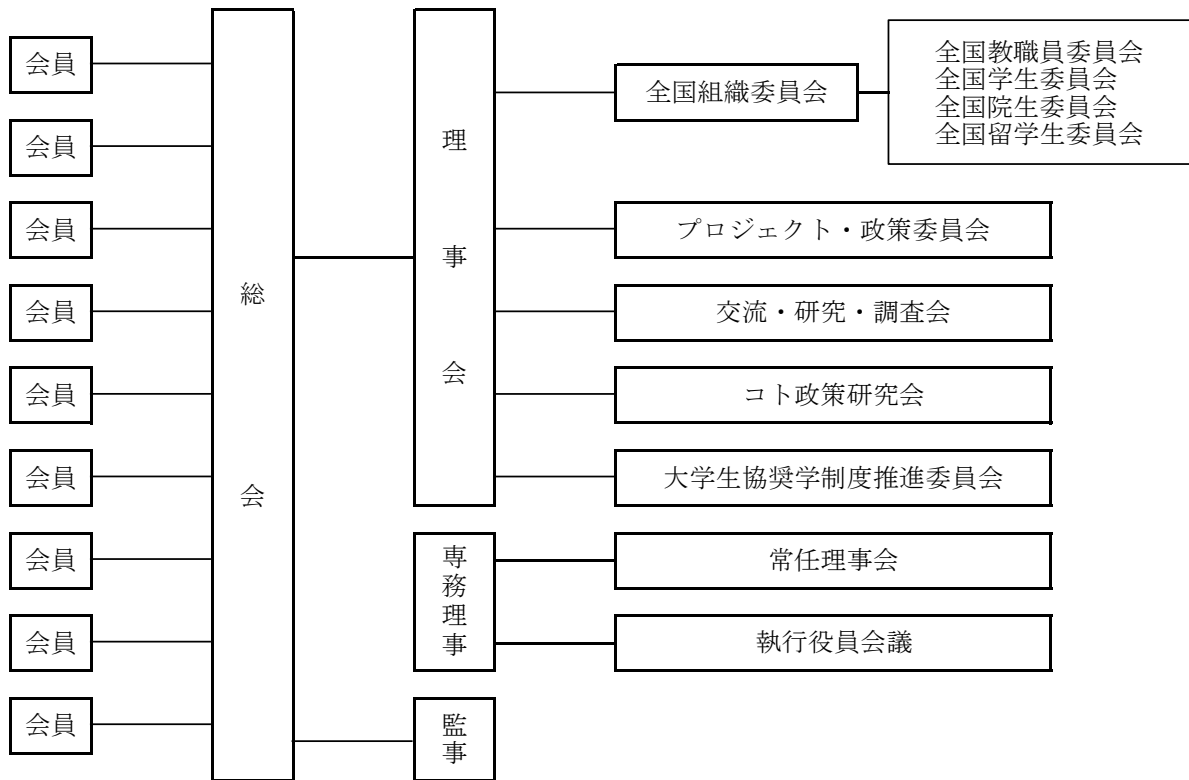 会員
会員
会員
会員
会員
会員
会員
会員
会員
総会
理事会
専務理事
監事
全国組織委員会
全国教職員委員会
全国学生委員会
全国院生委員会
全国留学生委員会
プロジェクト・政策委員会
交流・研究・調査会
コト政策研究会
大学生協奨学制度推進委員会
常任理事会
執行役員会議